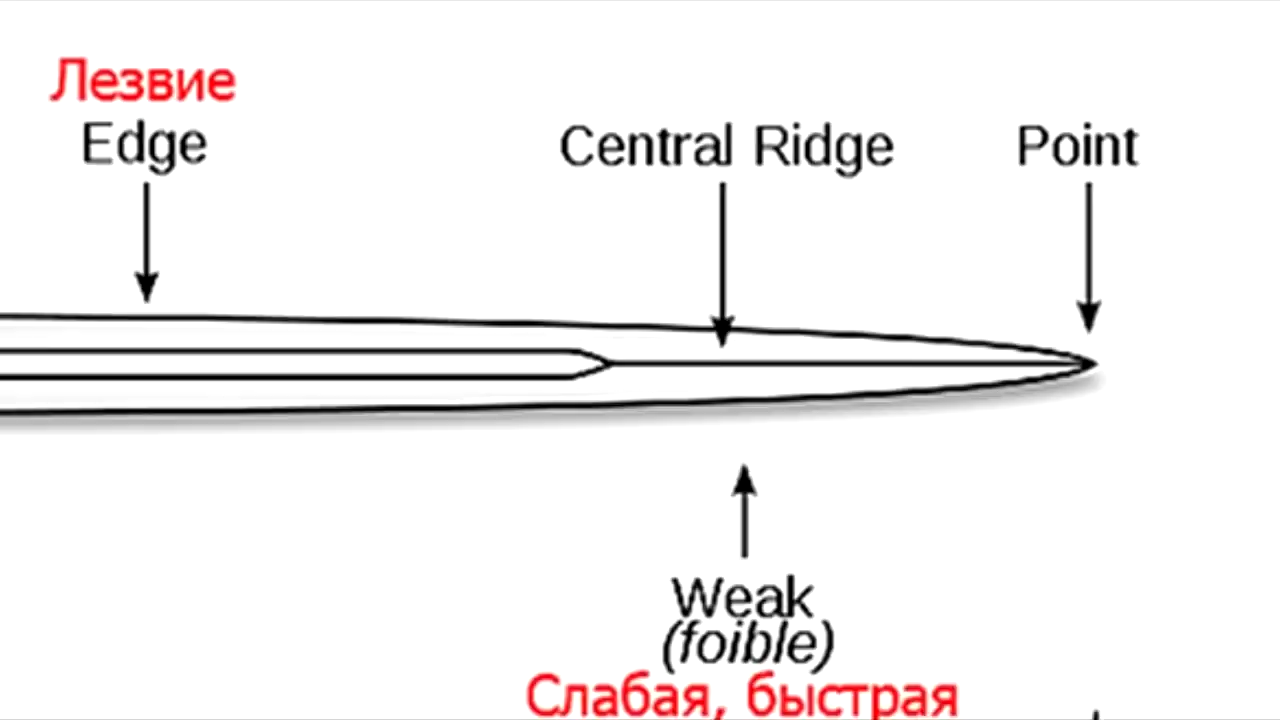 Лезвие
Edge
Central Ridge
Point
Weak
(foible)
Слабая, быстрая